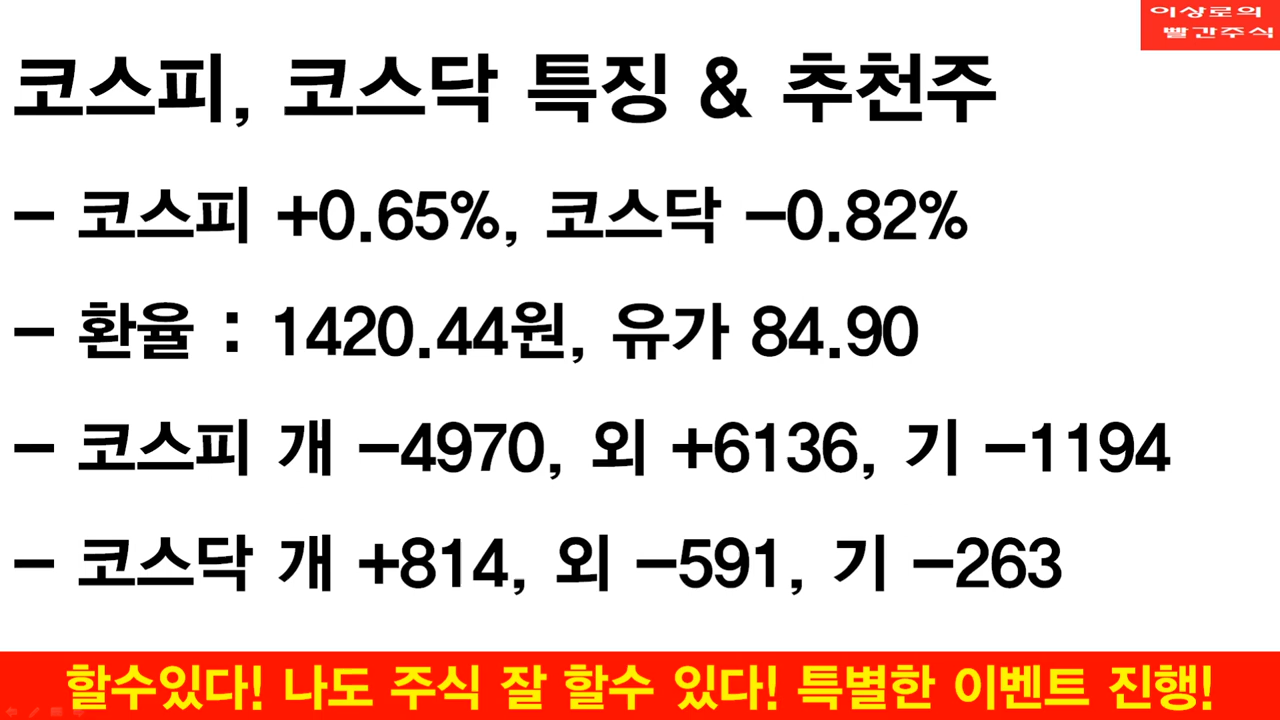 이상로의
빨간주식
코스피, 코스닥 특징 & 추천주
- 코스피 +0.65%, 코스닥 -0.82%
- 환율 : 1420.44원, 유가 84.90
- 코스피 개 -4970, 외 +6136, 기 -1194
- 코스닥 개 +814, 외 -591, 기 -263
할수있다! 나도 주식 잘 할수 있다! 특별한 이벤트 진행!